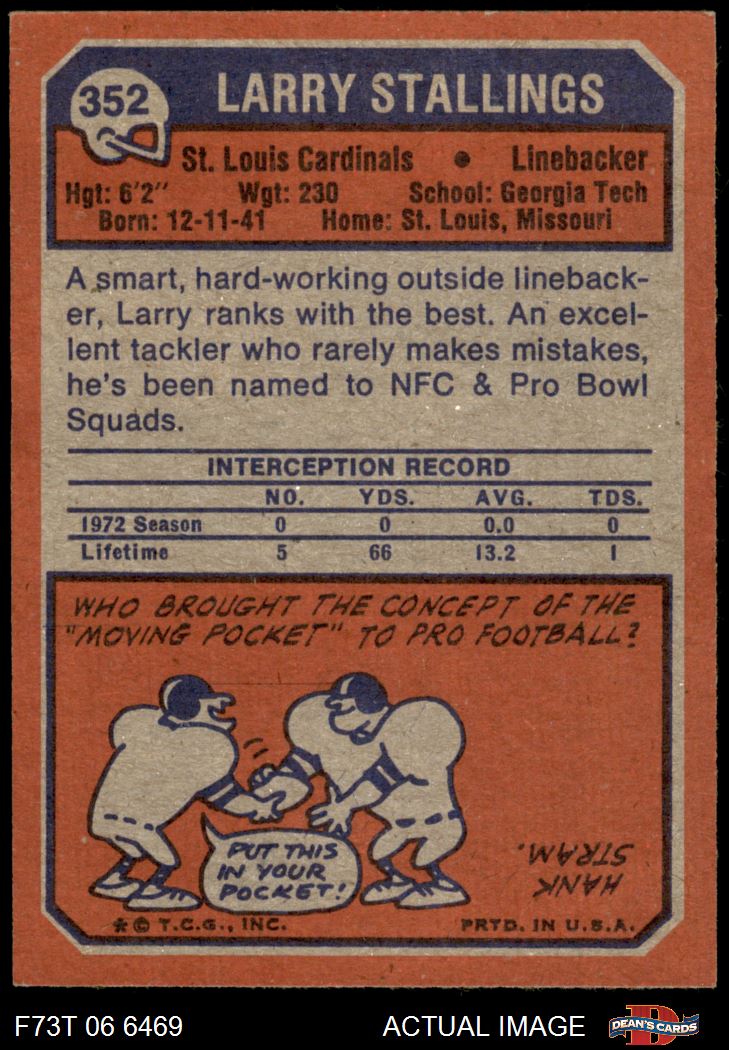 352
LARRY STALLINGS
St. Louis Cardinals • Linebacker
Hgt: 6'2" Wgt: 230 School: Georgia Tech
Born: 12-11-41 Home: St. Louis, Missouri
A smart, hard-working outside lineback-
er, Larry ranks with the best. An excel-
lent tackler who rarely makes mistakes,
he's been named to NFC & Pro Bowl
Squads.
INTERCEPTION RECORD
NO. YDS. AVG. TDS.
1972 Season 0 0 0.0 0
Lifetime 5 66 13.2 1
WHO BROUGHT THE CONCEPT OF THE
"MOVING POCKET" TO PRO FOOTBALL?
PUT THIS
IN YOUR
POCKET!
HANK
STRAM.
* © T.C.G., INC. PRTD. IN U.S.A.
F73T 06 6469 ACTUAL IMAGE
D
DEAN'S CARDS